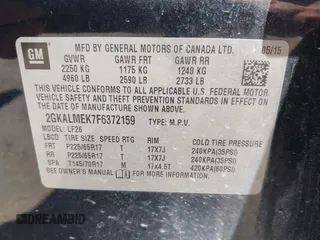 GM
MFD BY GENERAL MOTORS OF CANADA LTD. 05/15
GVWR GAWR FRT GAWR RR
2250 KG 1175 KG 1240 KG
4960 LB 2590 LB 2733 LB
THIS VEHICLE CONFORMS TO ALL APPLICABLE U.S. FEDERAL MOTOR
VEHICLE SAFETY AND THEFT PREVENTION STANDARDS IN EFFECT ON
THE DATE OF MANUFACTURE SHOWN ABOVE.
2GKALMEK7F6372159 TYPE: M.P.V.
MODEL: LF26
TIRE SIZE SPEED RTG RIM COLD TIRE PRESSURE
FRT P225/65R17 T 17X7J 240KPA(35PSI)
RR P225/65R17 T 17X7J 240KPA(35PSI)
SPA T145/70R17 M 17X4.5T 420KPA(60PSI)
SEE OWNER'S MANUAL FOR
DREAMBID